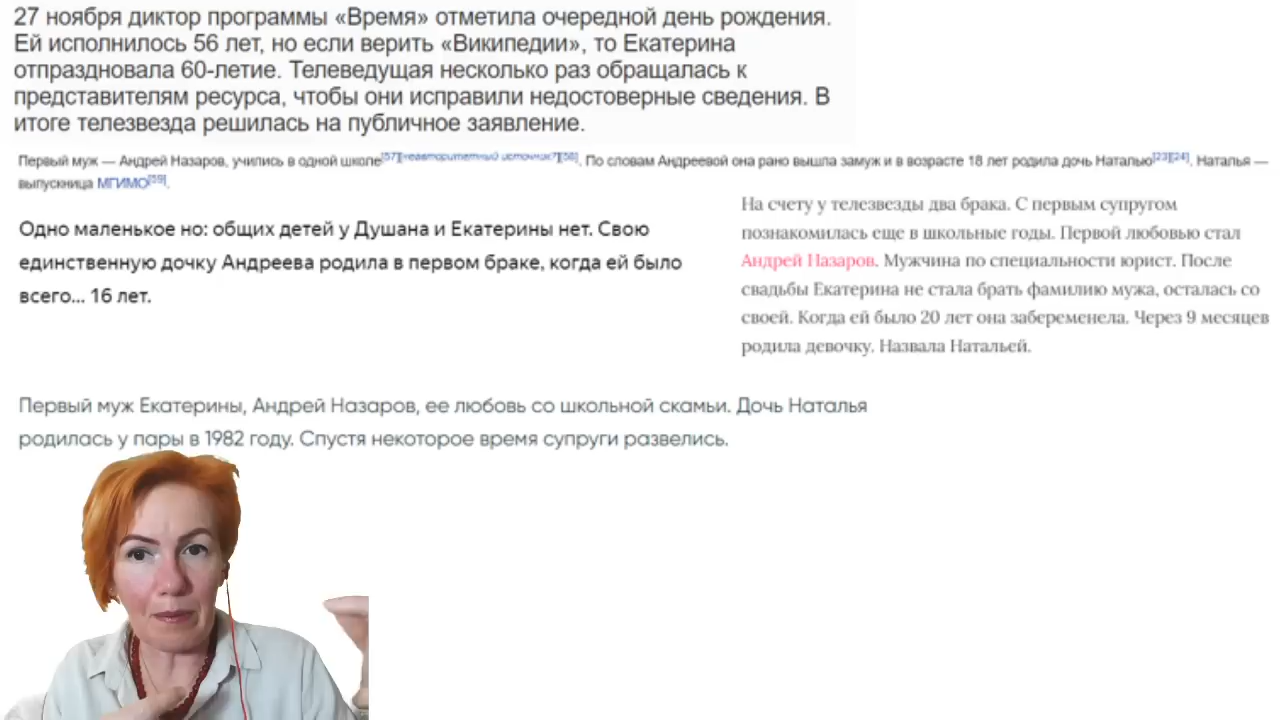 27 ноября диктор программы «Время» отметила очередной день рождения.
Ей исполнилось 56 лет, но если верить «Википедии», то Екатерина
отпраздновала 60-летие. Телеведущая несколько раз обращалась к
представителям ресурса, чтобы они исправили недостоверные сведения. В
итоге телезвезда решилась на публичное заявление.
Первый муж — Андрей Назаров, учились в одной школе[57][неавторитетный источник?][58]. По словам Андреевой она рано вышла замуж и в возрасте 18 лет родила дочь Наталью[23][24]. Наталья —
выпускница МГИМО[59].
Одно маленькое но: общих детей у Душана и Екатерины нет. Свою
единственную дочку Андреева родила в первом браке, когда ей было
всего... 16 лет.
На счету у телезвезды два брака. С первым супругом
познакомилась еще в школьные годы. Первой любовью стал
Андрей Назаров. Мужчина по специальности юрист. После
свадьбы Екатерина не стала брать фамилию мужа, осталась со
своей. Когда ей было 20 лет она забеременела. Через 9 месяцев
родила девочку. Назвала Натальей.
Первый муж Екатерины, Андрей Назаров, ее любовь со школьной скамьи. Дочь Наталья
родилась у пары в 1982 году. Спустя некоторое время супруги развелись.